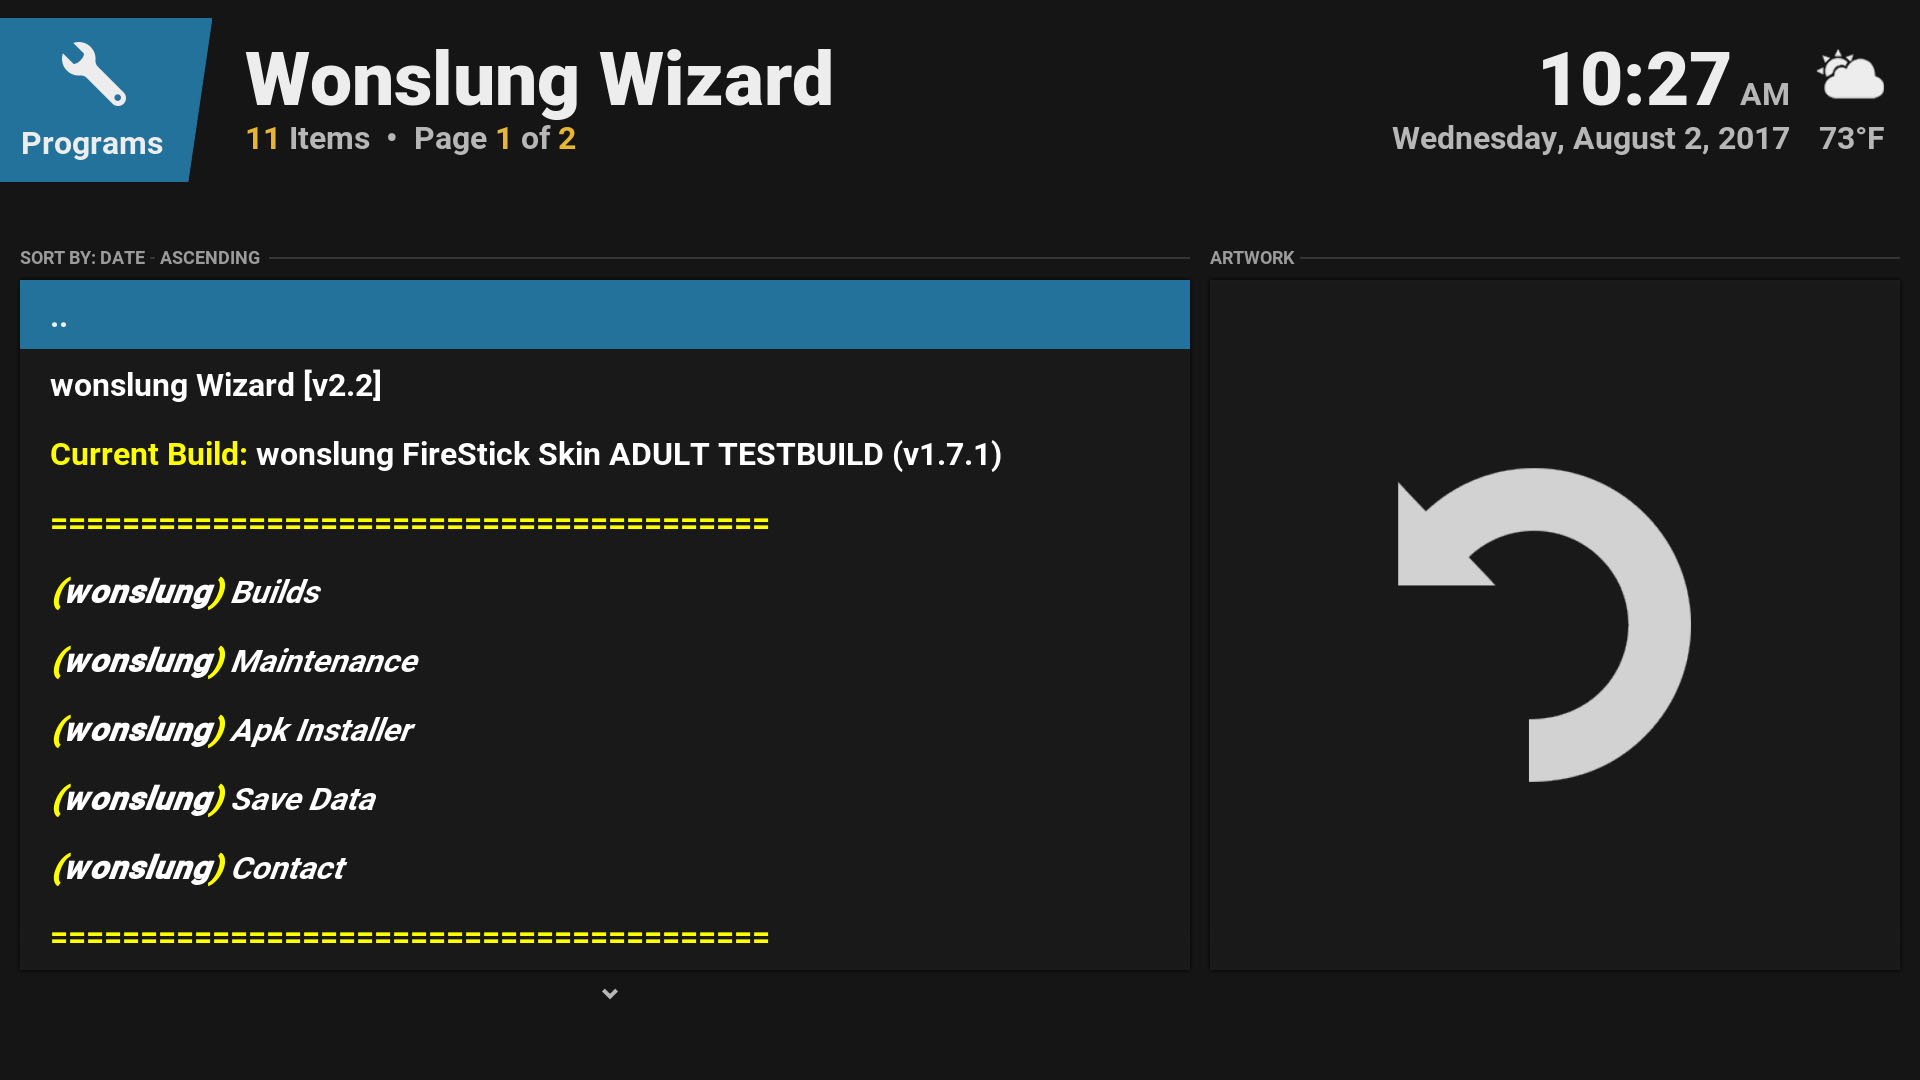 Programs
Wonslung Wizard
11 Items • Page 1 of 2
10:27 AM
Wednesday, August 2, 2017 73°F
SORT BY: DATE - ASCENDING
ARTWORK
..
wonslung Wizard [v2.2]
Current Build: wonslung FireStick Skin ADULT TESTBUILD (v1.7.1)
========================================
(wonslung) Builds
(wonslung) Maintenance
(wonslung) Apk Installer
(wonslung) Save Data
(wonslung) Contact
========================================